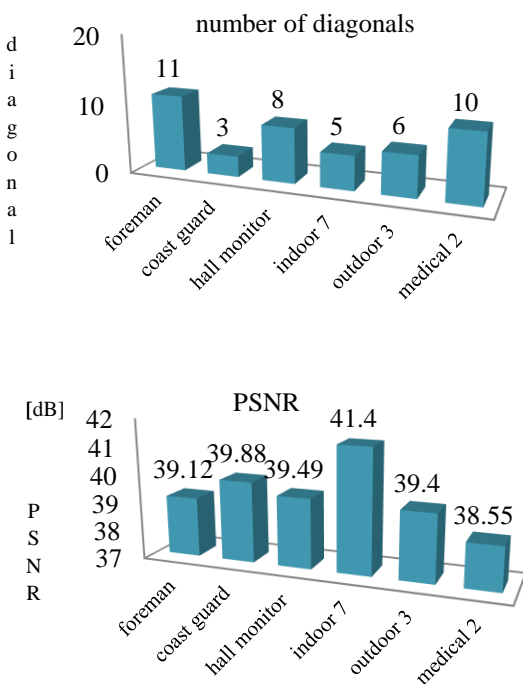 number of diagonals
diagonal
20
10
0
11
3
8
5
6
10
foreman
coast guard
hall monitor
indoor 7
outdoor 3
medical 2
PSNR
[dB]
PSNR
42
41
40
39
38
37
39.12
39.88
39.49
41.4
39.4
38.55
foreman
coast guard
hall monitor
indoor 7
outdoor 3
medical 2